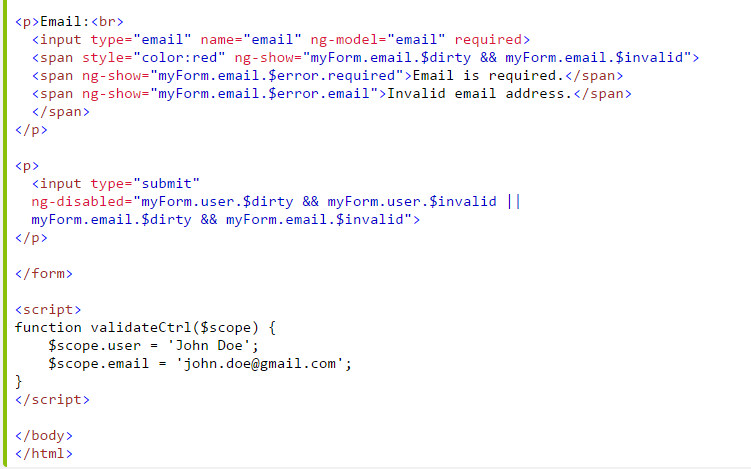 <p>Email:<br>
  <input type="email" name="email" ng-model="email" required>
  <span style="color:red" ng-show="myForm.email.$dirty && myForm.email.$invalid">
  <span ng-show="myForm.email.$error.required">Email is required.</span>
  <span ng-show="myForm.email.$error.email">Invalid email address.</span>
  </span>
</p>
<p>
  <input type="submit"
  ng-disabled="myForm.user.$dirty && myForm.user.$invalid ||
  myForm.email.$dirty && myForm.email.$invalid">
</p>
</form>
<script>
function validateCtrl($scope) {
    $scope.user = 'John Doe';
    $scope.email = 'john.doe@gmail.com';
}
</script>
</body>
</html>